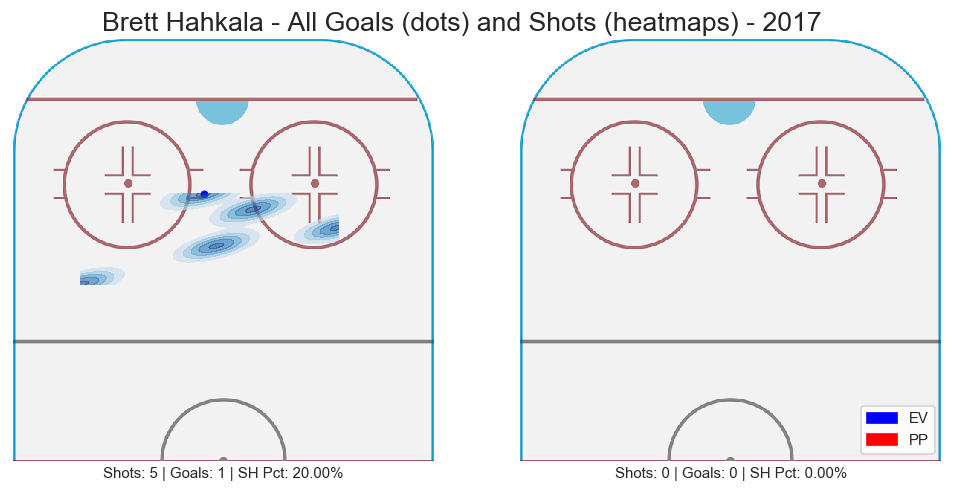 Brett Hahkala - All Goals (dots) and Shots (heatmaps) - 2017
EV
PP
Shots: 5 | Goals: 1 | SH Pct: 20.00%
Shots: 0 | Goals: 0 | SH Pct: 0.00%